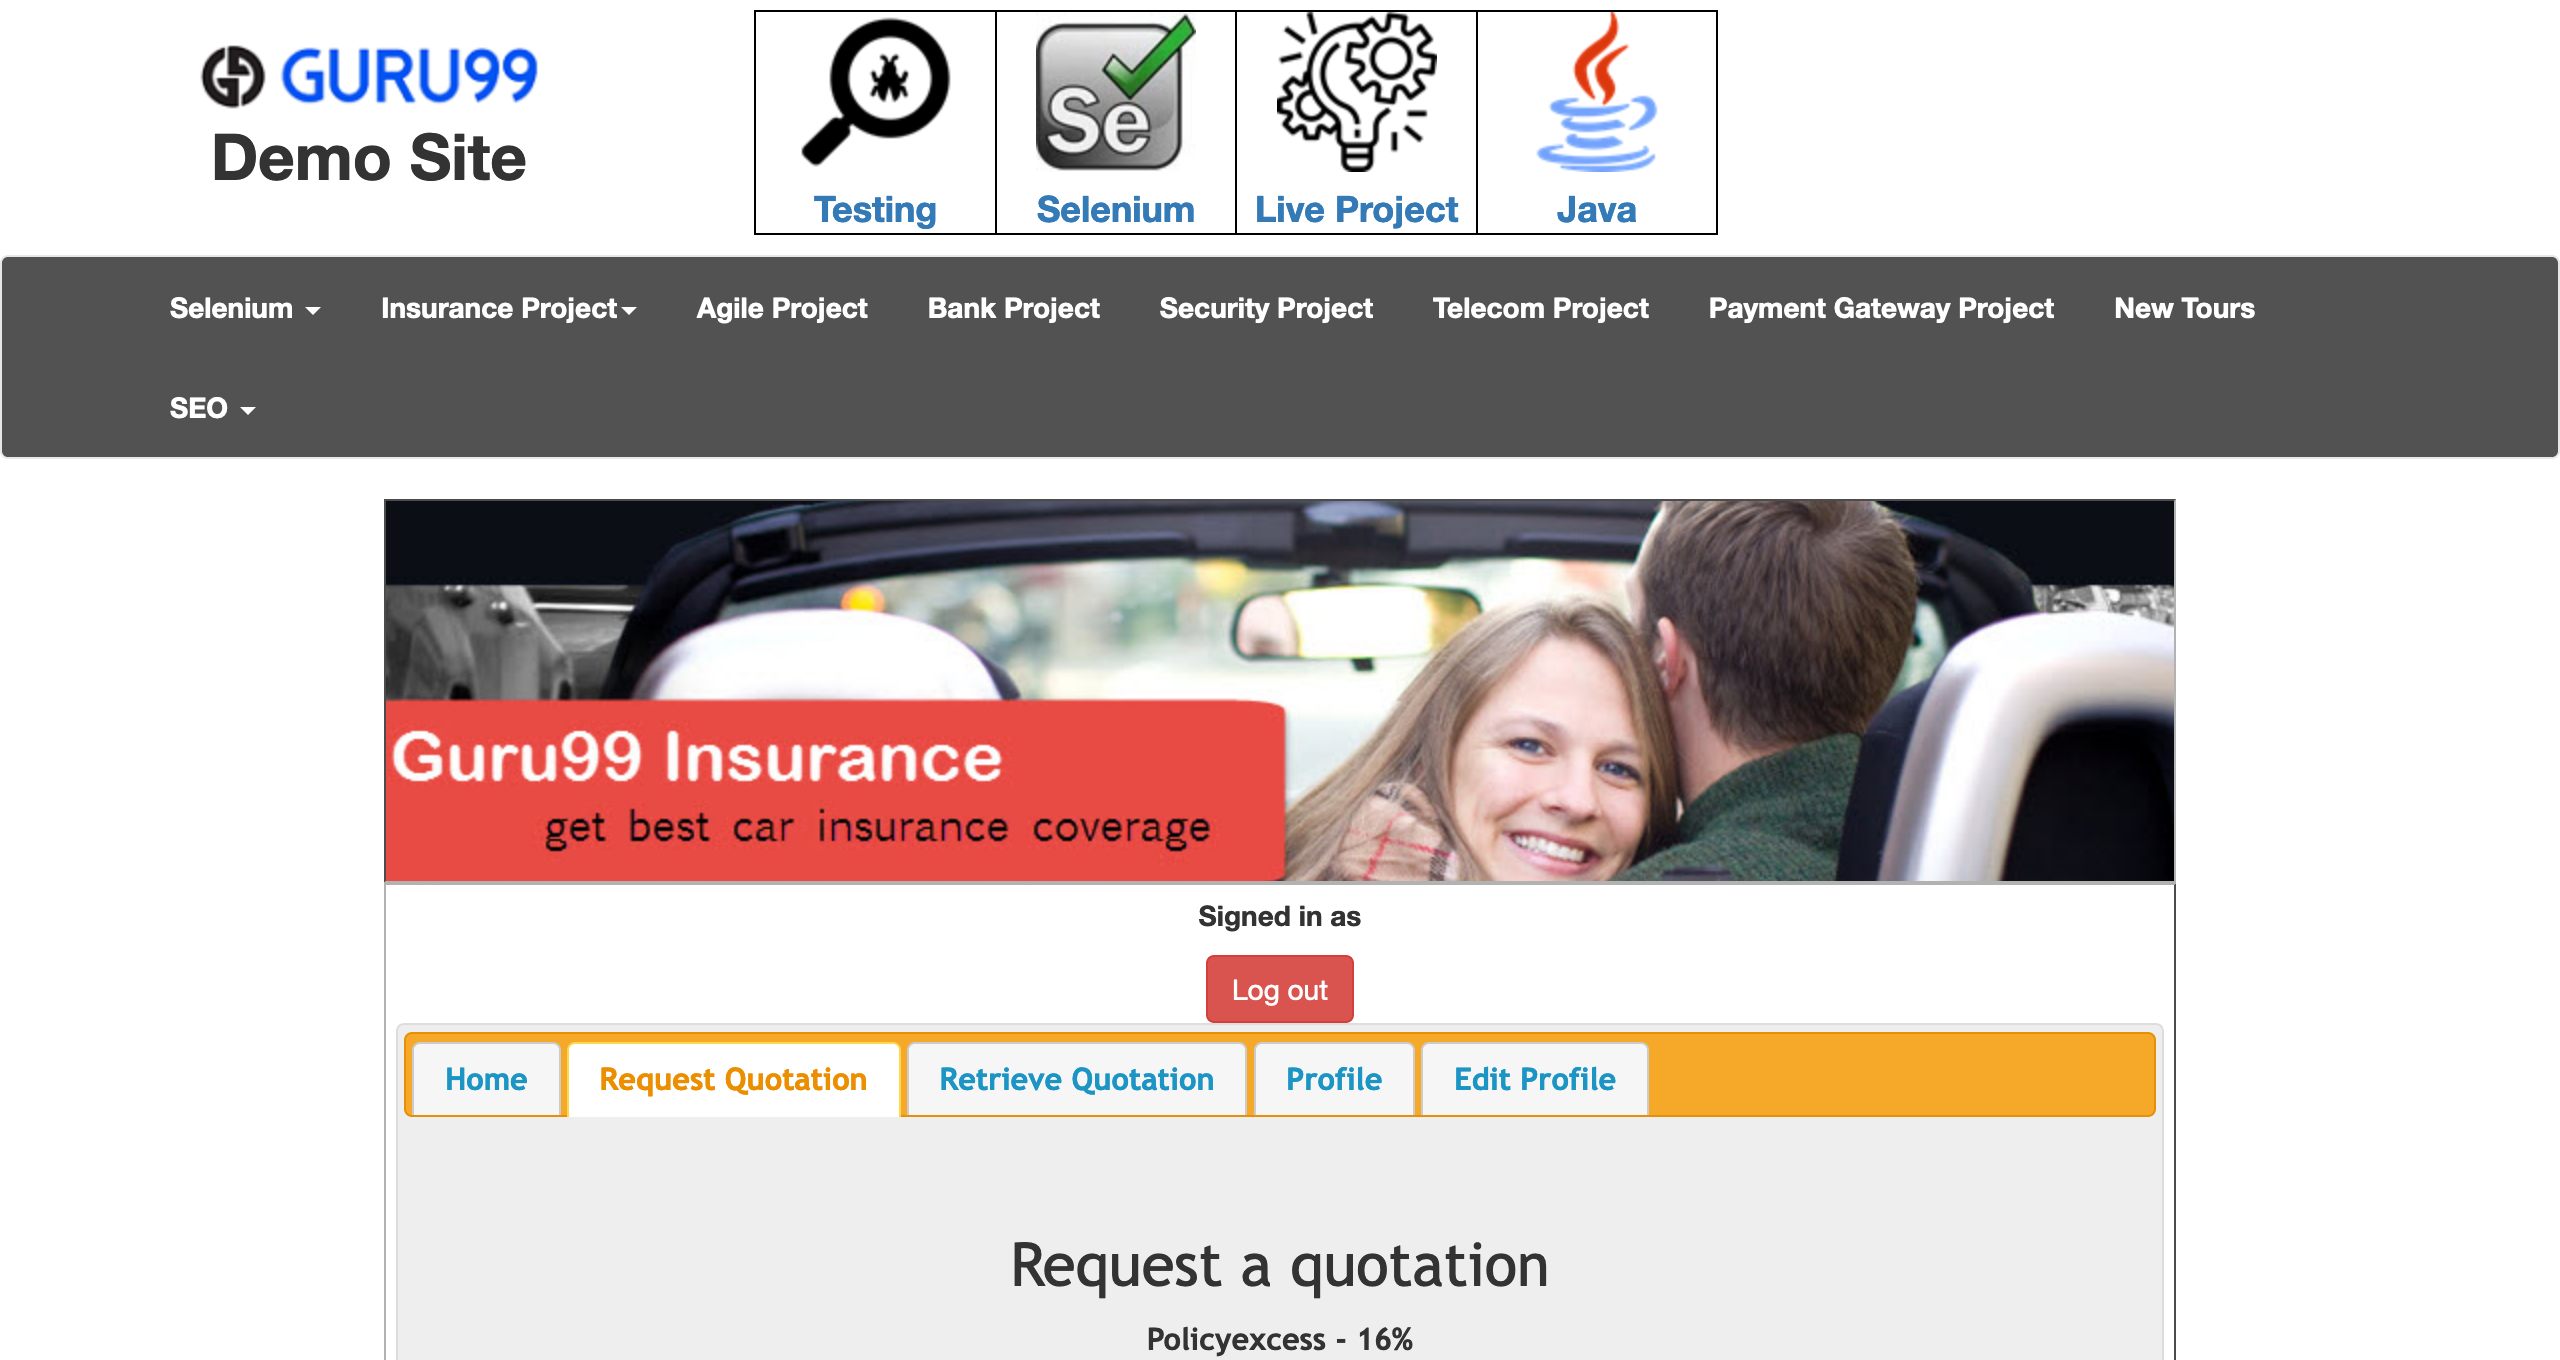 GURU99
Demo Site
Se
Testing
Selenium
Live Project
Java
Selenium
Insurance Project
Agile Project
Bank Project
Security Project
Telecom Project
Payment Gateway Project
New Tours
SEO
Guru99 Insurance
get best car insurance coverage
Signed in as
Log out
Home
Request Quotation
Retrieve Quotation
Profile
Edit Profile
Request a quotation
Policyexcess - 16%